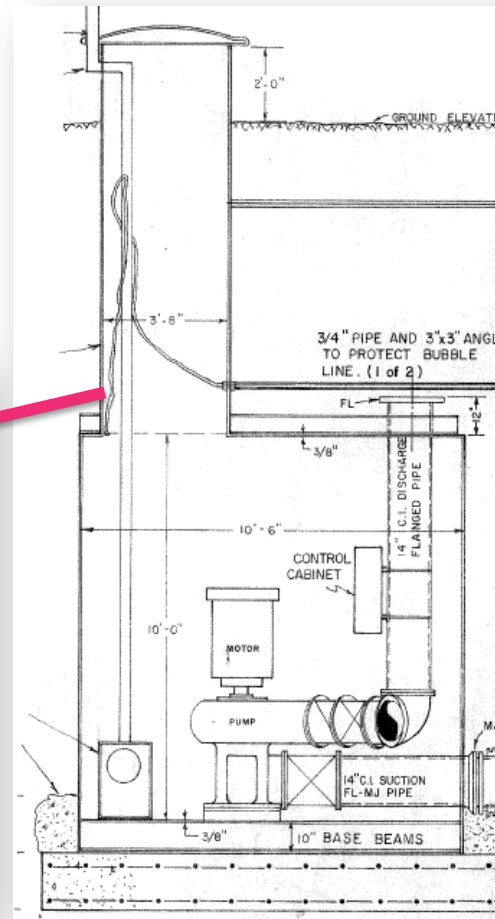 2'-0"
GROUND ELEVATI
3'-8"
3/4" PIPE AND 3"x3" ANGL
TO PROTECT BUBBLE
LINE. (1 of 2)
FL
12"
3/8"
14" C.I. DISCHARGE
FLANGED PIPE
10'-6"
CONTROL
CABINET
10'-0"
MOTOR
PUMP
MJ
14" C.I. SUCTION
FL-MJ PIPE
3/8"
10" BASE BEAMS